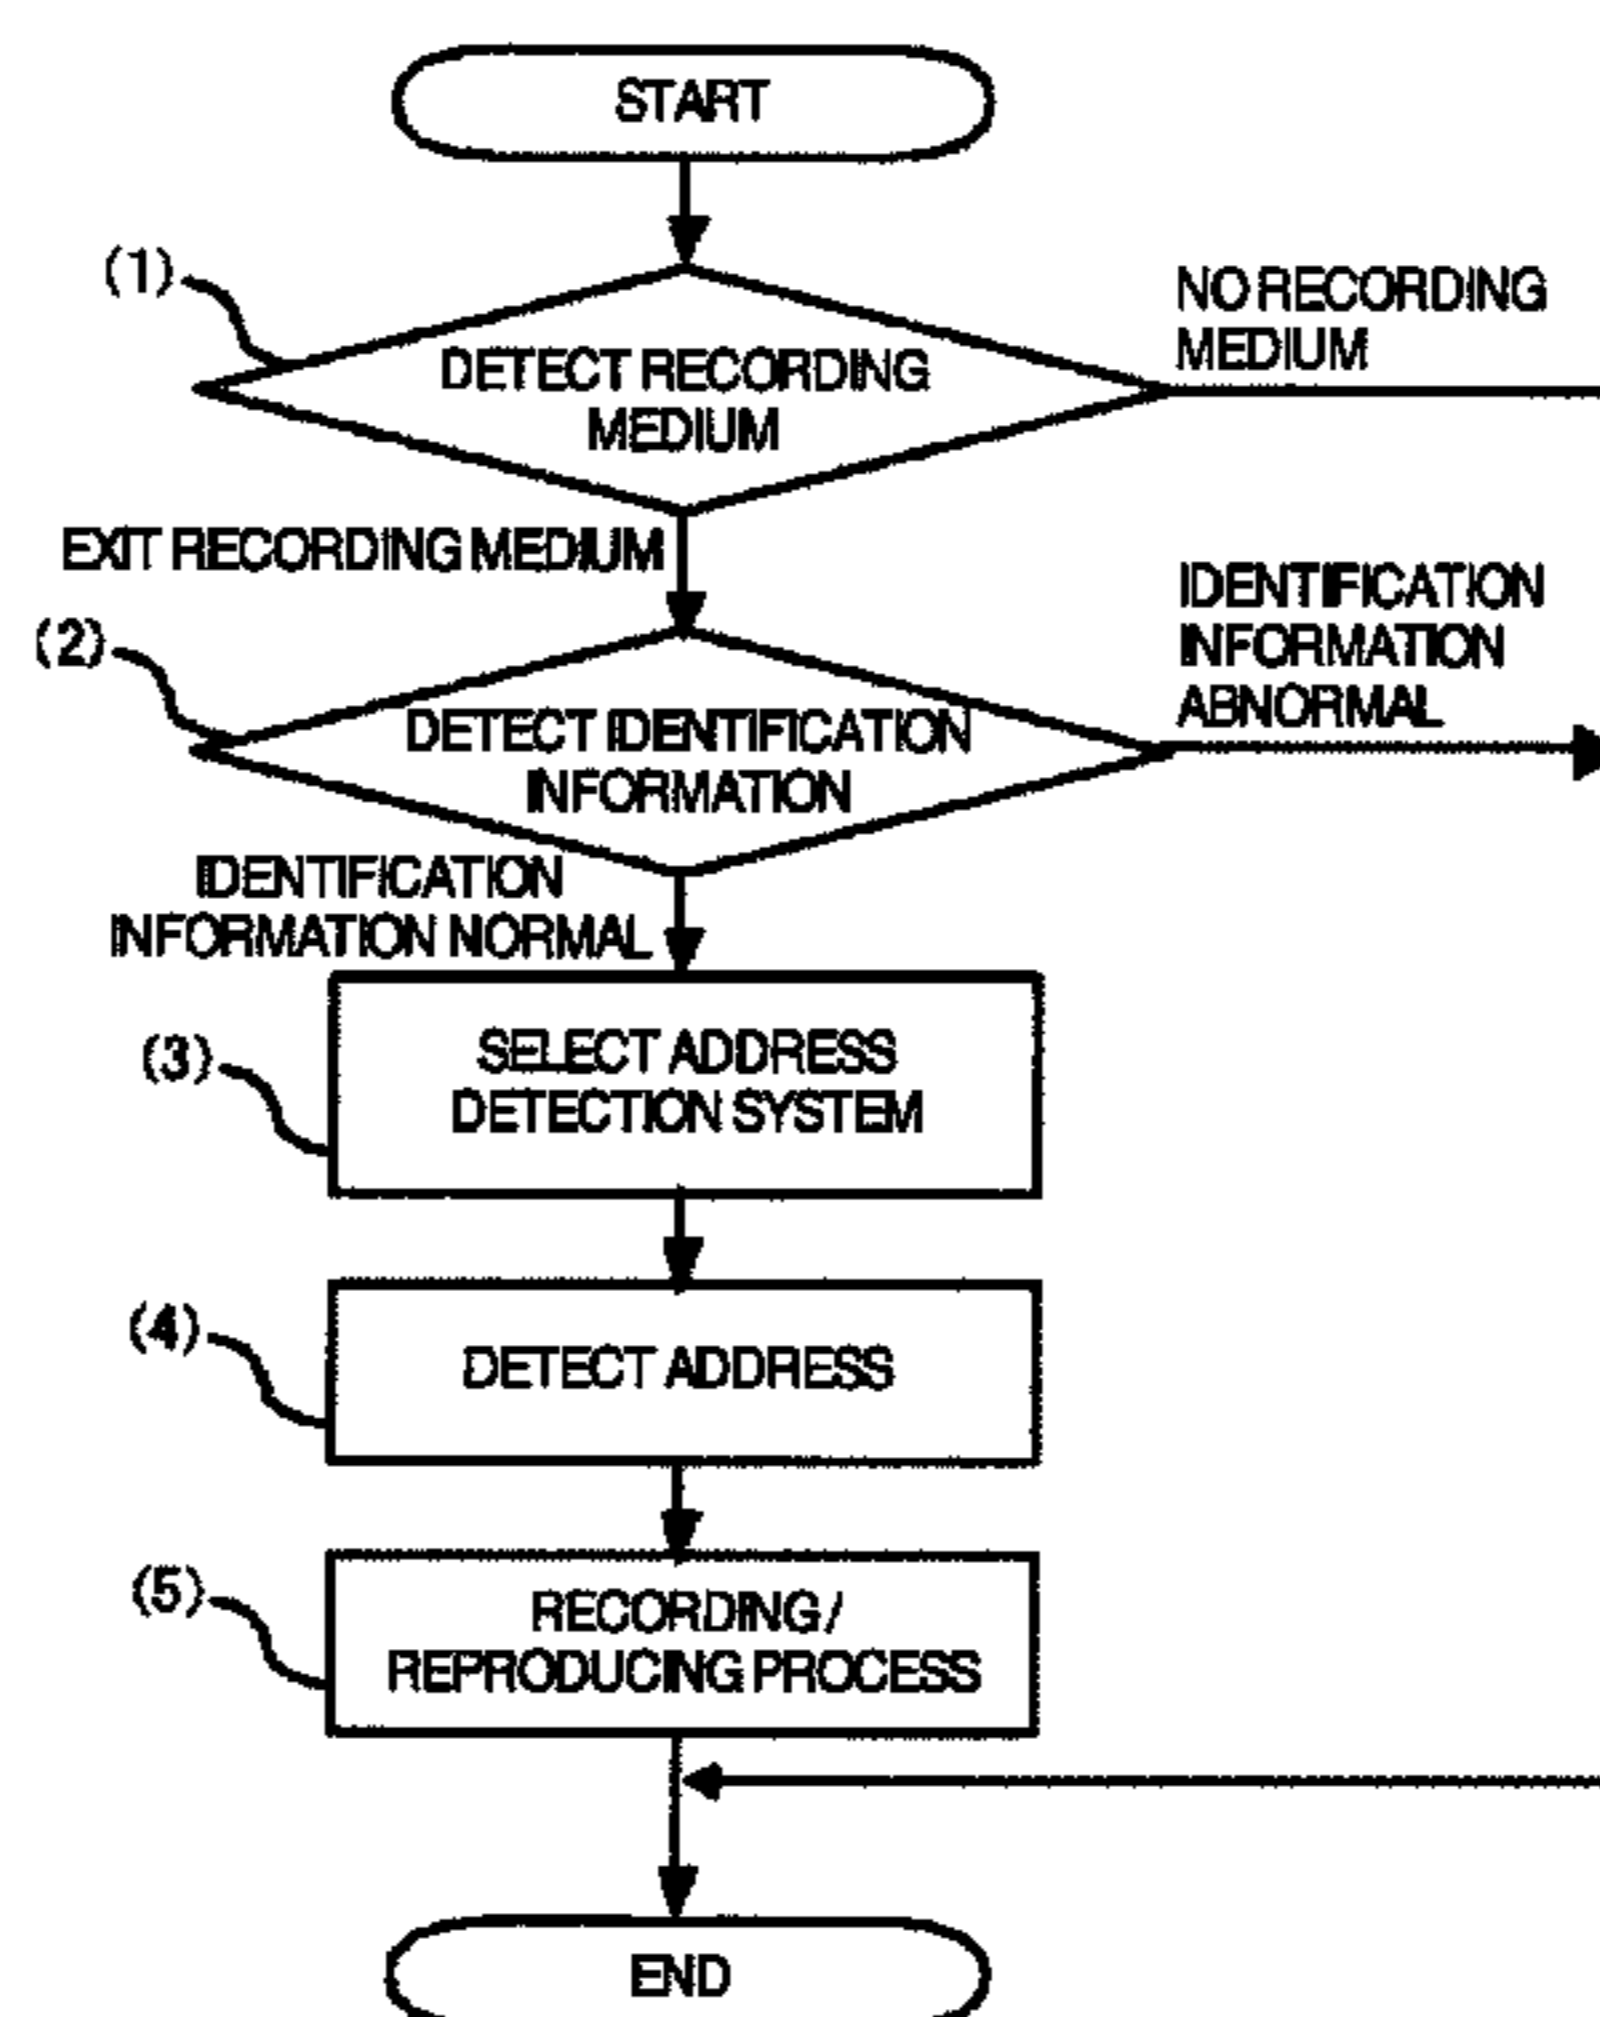 START
(1)
NO RECORDING
MEDIUM
DETECT RECORDING
MEDIUM
EXIT RECORDING MEDIUM
(2)
IDENTIFICATION
INFORMATION
ABNORMAL
DETECT IDENTIFICATION
INFORMATION
IDENTIFICATION
INFORMATION NORMAL
(3)
SELECT ADDRESS
DETECTION SYSTEM
(4)
DETECT ADDRESS
(5)
RECORDING/
REPRODUCING PROCESS
END